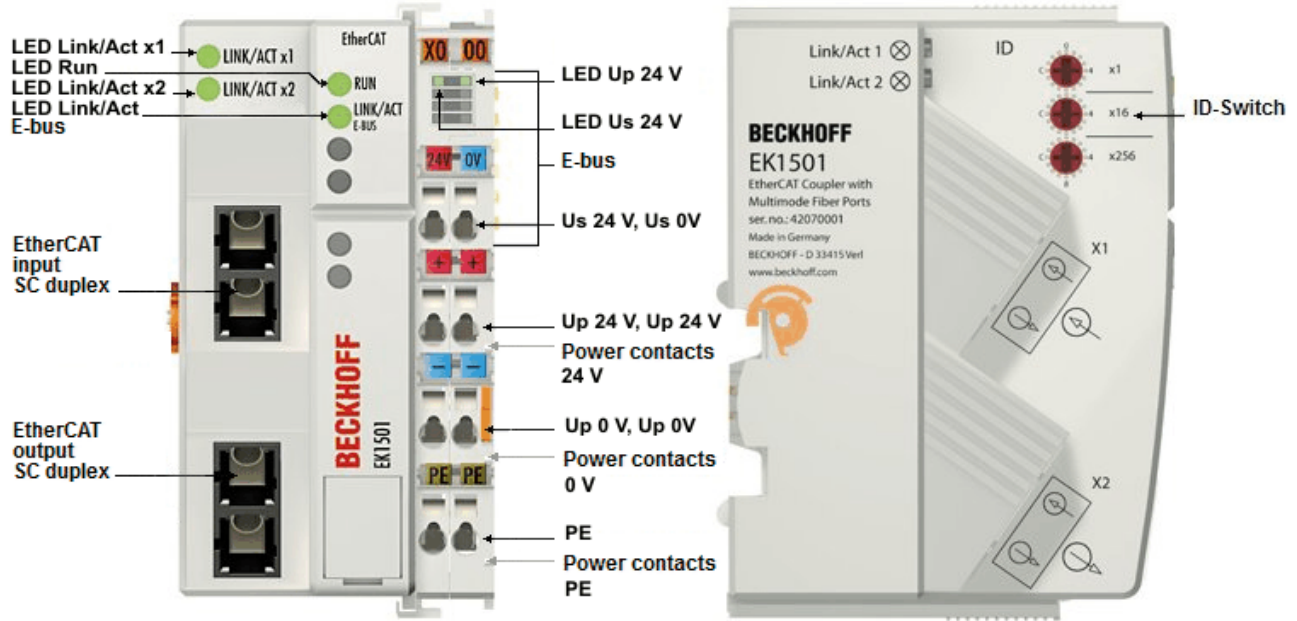 LED Link/Act x1
LED Run
LED Link/Act x2
LED Link/Act
E-bus
EtherCAT
input
SC duplex
EtherCAT
output
SC duplex
LINK/ACT x1
LINK/ACT x2
EtherCAT
RUN
LINK/ACT
E-BUS
BECKHOFF
EK1501
X0 00
24V 0V
+ +
- -
PE PE
LED Up 24 V
LED Us 24 V
E-bus
Us 24 V, Us 0V
Up 24 V, Up 24 V
Power contacts
24 V
Up 0 V, Up 0V
Power contacts
0 V
PE
Power contacts
PE
Link/Act 1
Link/Act 2
BECKHOFF
EK1501
EtherCAT Coupler with
Multimode Fiber Ports
ser. no.: 42070001
Made in Germany
BECKHOFF - D 33415 Verl
www.beckhoff.com
ID
0
C 4
x1
C 4
x16
C 4
8
x256
ID-Switch
X1
X2